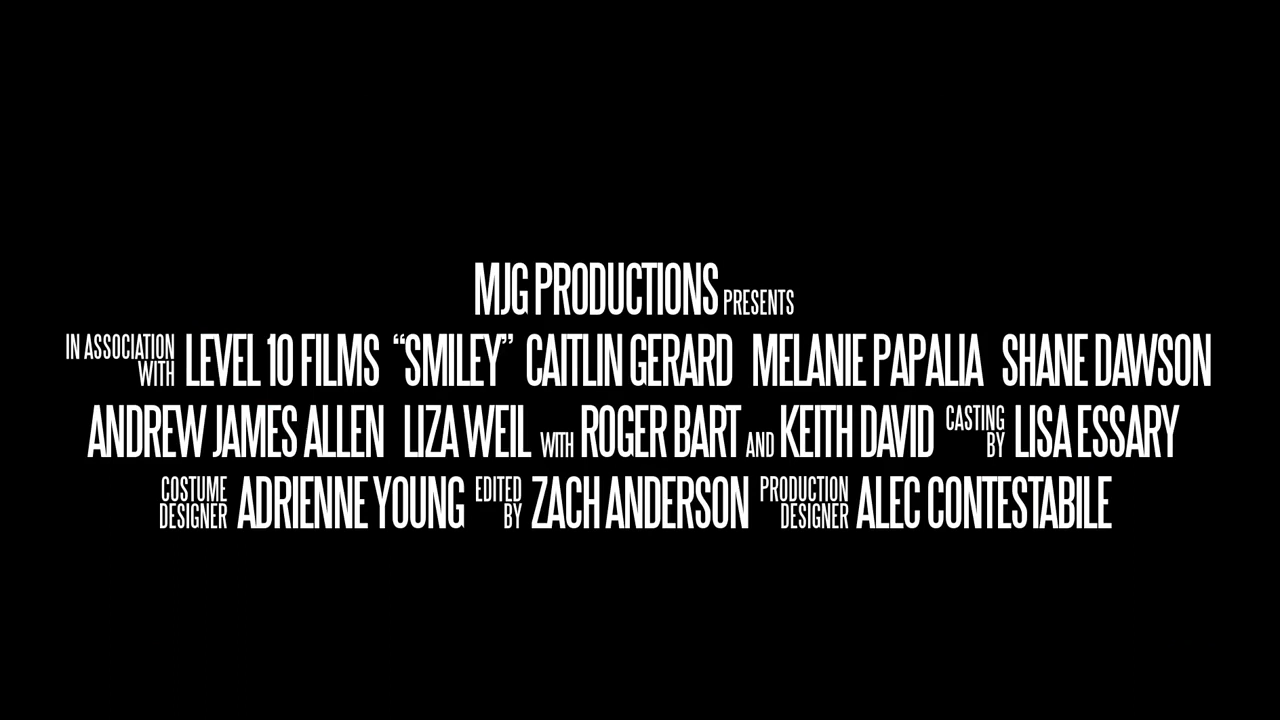 MJG PRODUCTIONS PRESENTS
IN ASSOCIATION WITH LEVEL 10 FILMS “SMILEY” CAITLIN GERARD MELANIE PAPALIA SHANE DAWSON
ANDREW JAMES ALLEN LIZA WEIL WITH ROGER BART AND KEITH DAVID CASTING BY LISA ESSARY
COSTUME DESIGNER ADRIENNE YOUNG EDITED BY ZACH ANDERSON PRODUCTION DESIGNER ALEC CONTESTABILE